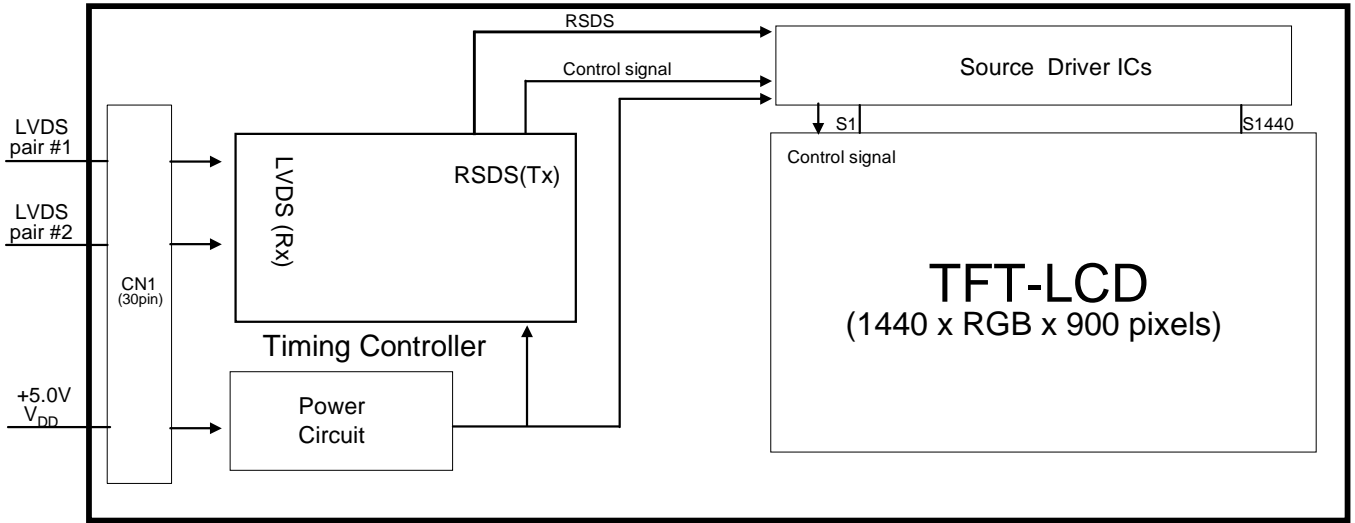 RSDS
Control signal
Source Driver ICs
LVDS
pair #1
S1
S1440
Control signal
LVDS (Rx)
RSDS(Tx)
LVDS
pair #2
CN1
(30pin)
TFT-LCD
(1440 x RGB x 900 pixels)
Timing Controller
+5.0V
VDD
Power
Circuit